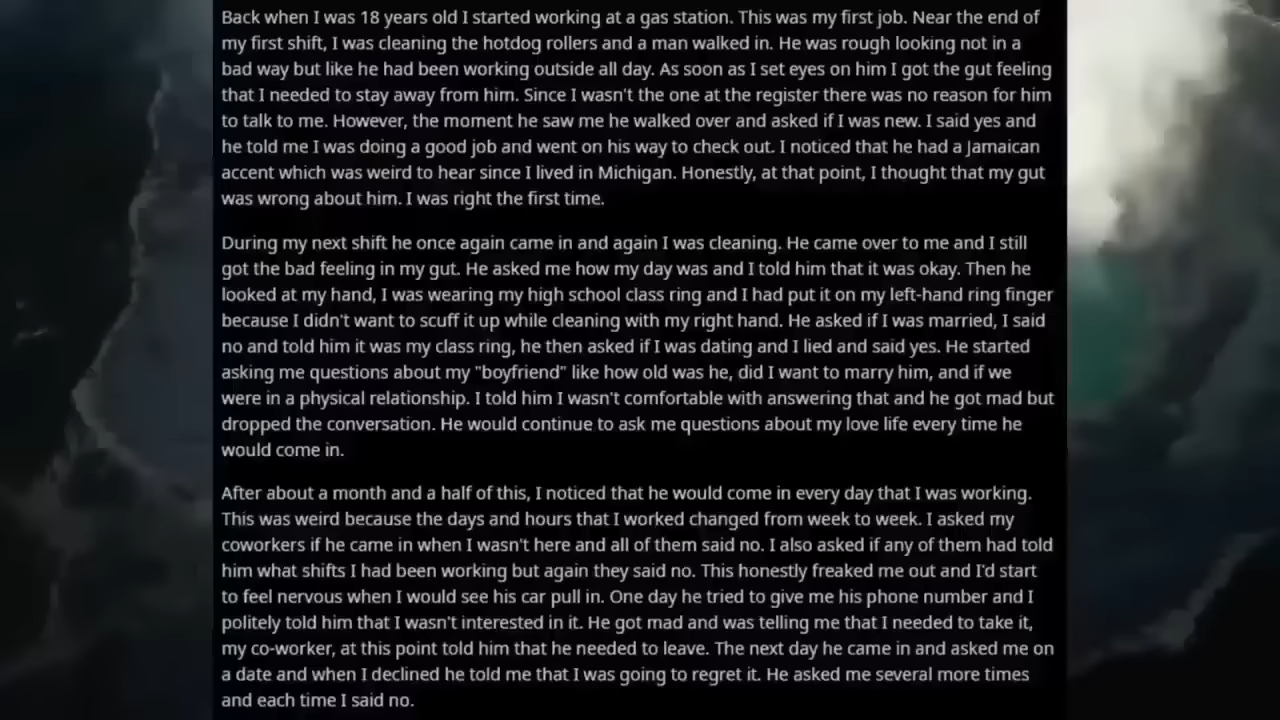 Back when I was 18 years old I started working at a gas station. This was my first job. Near the end of
my first shift, I was cleaning the hotdog rollers and a man walked in. He was rough looking not in a
bad way but like he had been working outside all day. As soon as I set eyes on him I got the gut feeling
that I needed to stay away from him. Since I wasn't the one at the register there was no reason for him
to talk to me. However, the moment he saw me he walked over and asked if I was new. I said yes and
he told me I was doing a good job and went on his way to check out. I noticed that he had a Jamaican
accent which was weird to hear since I lived in Michigan. Honestly, at that point, I thought that my gut
was wrong about him. I was right the first time.
During my next shift he once again came in and again I was cleaning. He came over to me and I still
got the bad feeling in my gut. He asked me how my day was and I told him that it was okay. Then he
looked at my hand, I was wearing my high school class ring and I had put it on my left-hand ring finger
because I didn't want to scuff it up while cleaning with my right hand. He asked if I was married, I said
no and told him it was my class ring, he then asked if I was dating and I lied and said yes. He started
asking me questions about my "boyfriend" like how old was he, did I want to marry him, and if we
were in a physical relationship. I told him I wasn't comfortable with answering that and he got mad but
dropped the conversation. He would continue to ask me questions about my love life every time he
would come in.
After about a month and a half of this, I noticed that he would come in every day that I was working.
This was weird because the days and hours that I worked changed from week to week. I asked my
coworkers if he came in when I wasn't here and all of them said no. I also asked if any of them had told
him what shifts I had been working but again they said no. This honestly freaked me out and I'd start
to feel nervous when I would see his car pull in. One day he tried to give me his phone number and I
politely told him that I wasn't interested in it. He got mad and was telling me that I needed to take it,
my co-worker, at this point told him that he needed to leave. The next day he came in and asked me on
a date and when I declined he told me that I was going to regret it. He asked me several more times
and each time I said no.